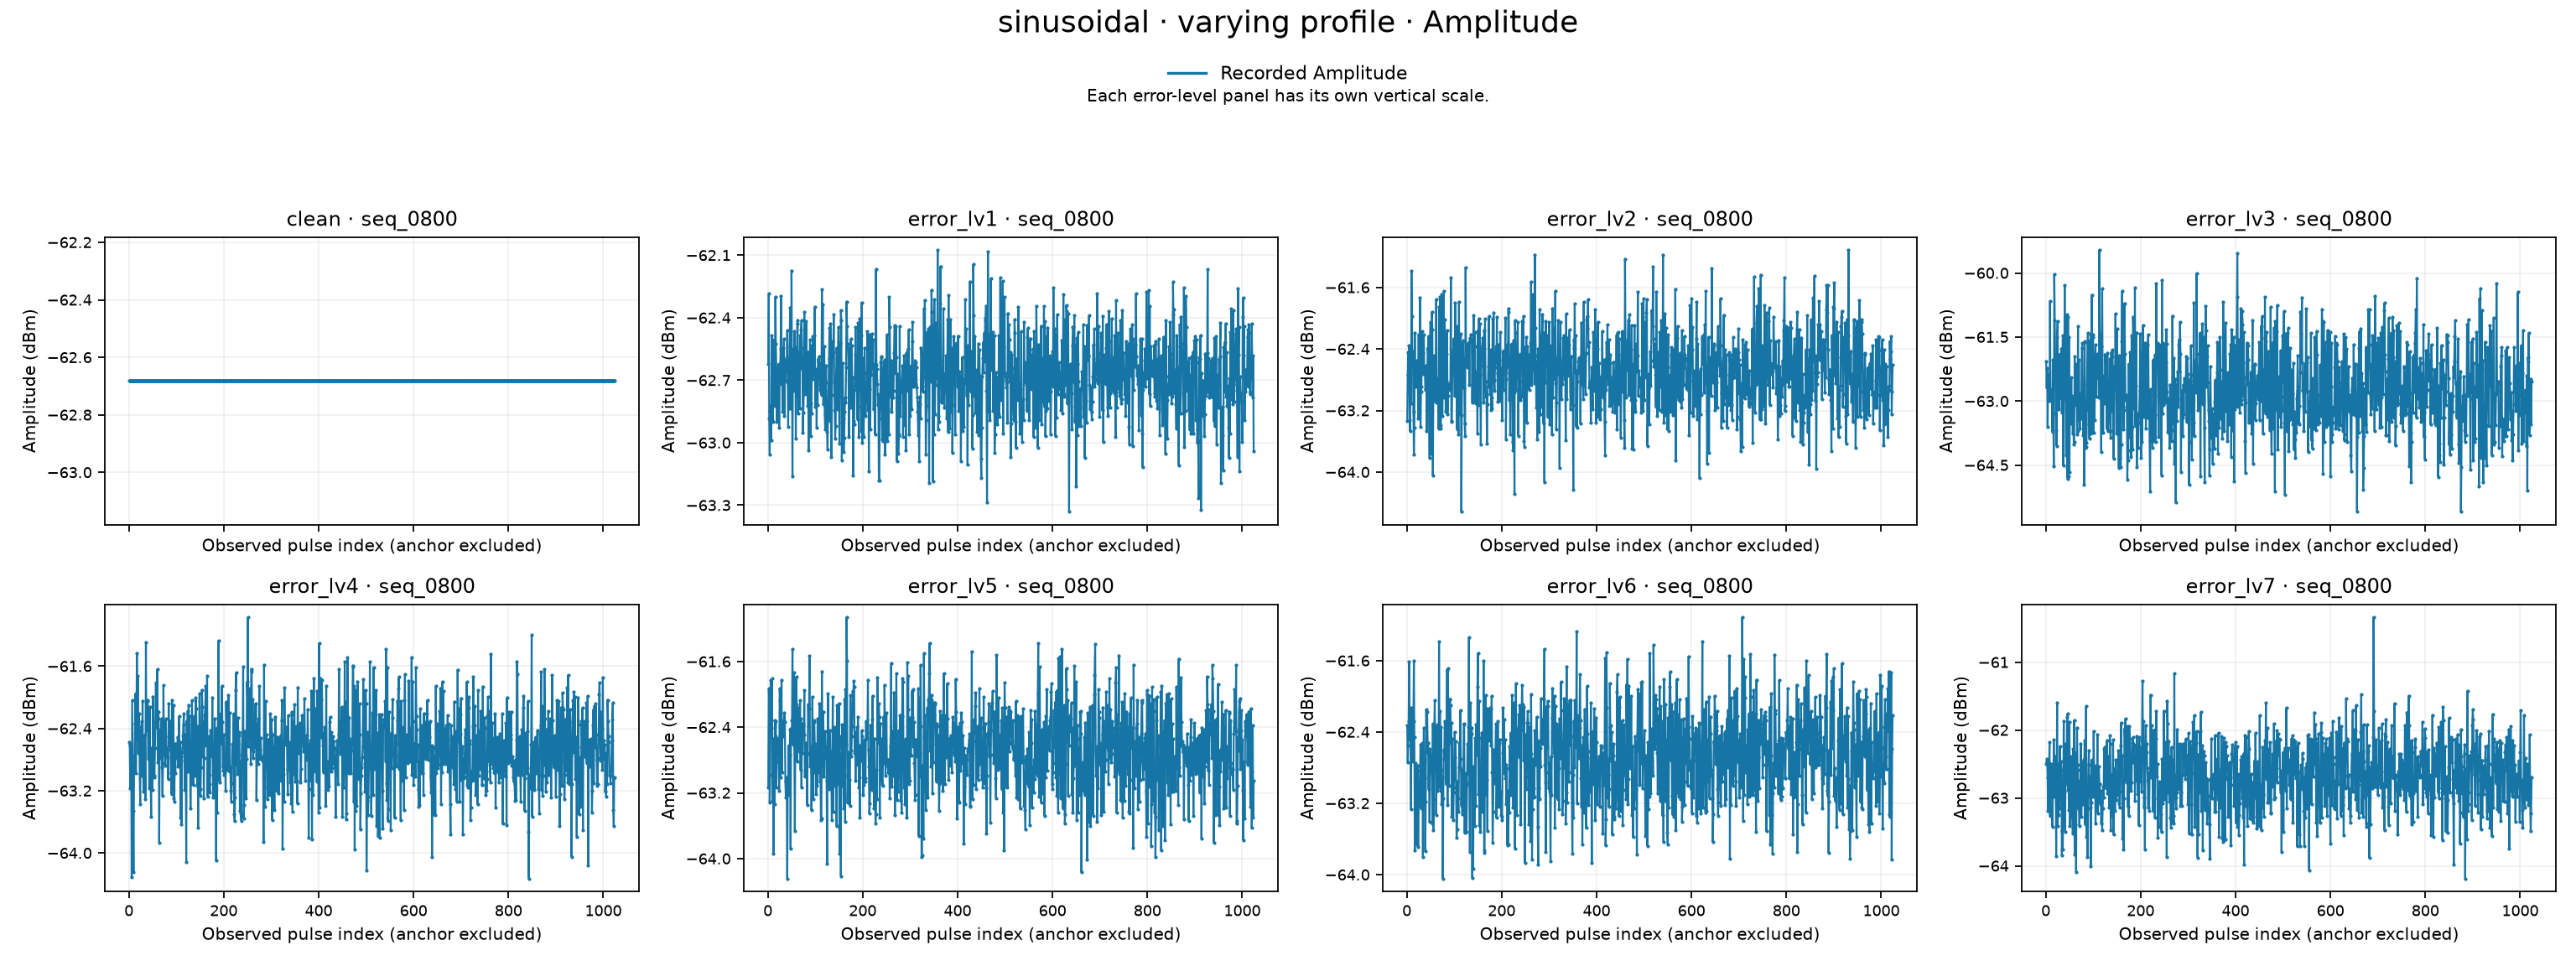 sinusoidal · varying profile · Amplitude
Recorded Amplitude
Each error-level panel has its own vertical scale.
clean · seq_0800
−62.2
−62.4
−62.6
−62.8
−63.0
Amplitude (dBm)
Observed pulse index (anchor excluded)
error_lv1 · seq_0800
−62.1
−62.4
−62.7
−63.0
−63.3
Amplitude (dBm)
Observed pulse index (anchor excluded)
error_lv2 · seq_0800
−61.6
−62.4
−63.2
−64.0
Amplitude (dBm)
Observed pulse index (anchor excluded)
error_lv3 · seq_0800
−60.0
−61.5
−63.0
−64.5
Amplitude (dBm)
Observed pulse index (anchor excluded)
error_lv4 · seq_0800
−61.6
−62.4
−63.2
−64.0
Amplitude (dBm)
0 200 400 600 800 1000
Observed pulse index (anchor excluded)
error_lv5 · seq_0800
−61.6
−62.4
−63.2
−64.0
Amplitude (dBm)
0 200 400 600 800 1000
Observed pulse index (anchor excluded)
error_lv6 · seq_0800
−61.6
−62.4
−63.2
−64.0
Amplitude (dBm)
0 200 400 600 800 1000
Observed pulse index (anchor excluded)
error_lv7 · seq_0800
−61
−62
−63
−64
Amplitude (dBm)
0 200 400 600 800 1000
Observed pulse index (anchor excluded)